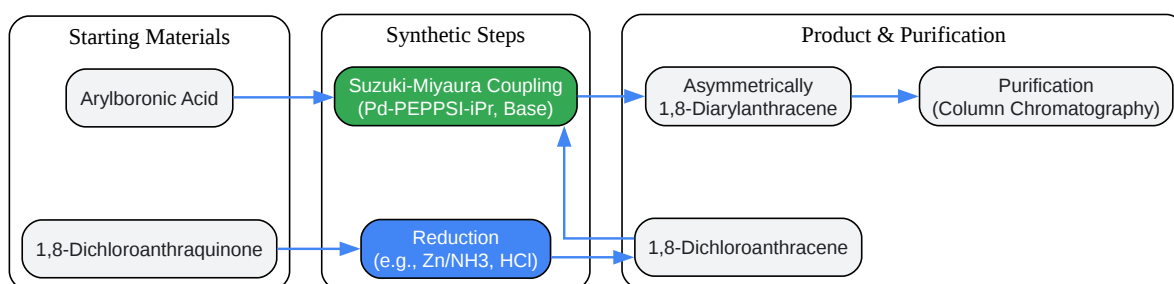 Starting Materials
Synthetic Steps
Product & Purification
Arylboronic Acid
Suzuki-Miyaura Coupling
(Pd-PEPPSI-iPr, Base)
Asymmetrically
1,8-Diarylanthracene
Purification
(Column Chromatography)
1,8-Dichloroanthraquinone
Reduction
(e.g., Zn/NH3, HCl)
1,8-Dichloroanthracene